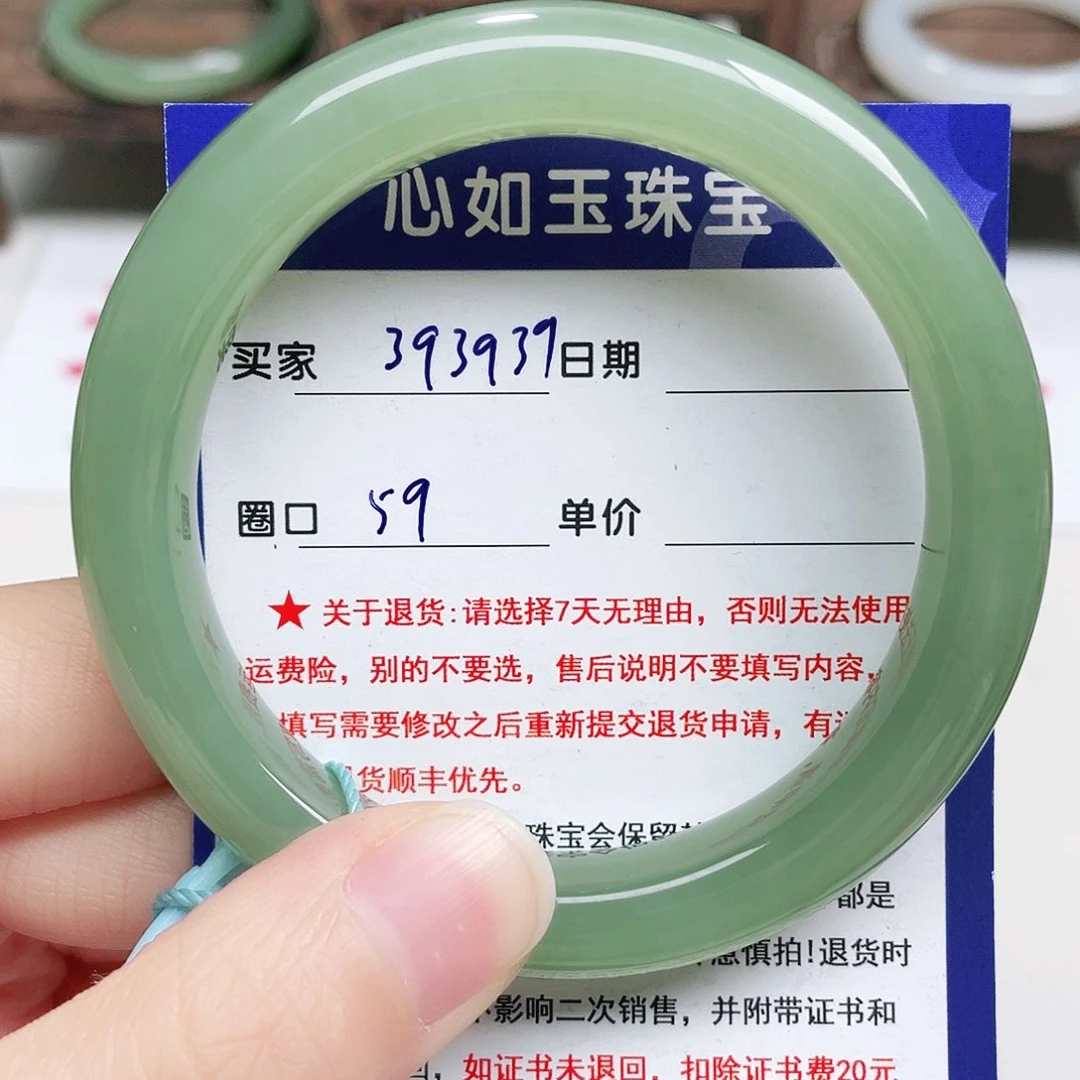 心如玉珠宝
买家 393939 日期
圈口 59 单价
★ 关于退货:请选择7天无理由，否则无法使用
运费险，别的不要选，售后说明不要填写内容，
填写需要修改之后重新提交退货申请，有
货顺丰优先。
珠宝会保留
都是
慎拍!退货时
影响二次销售，并附带证书和
，如证书未退回，扣除证书费20元